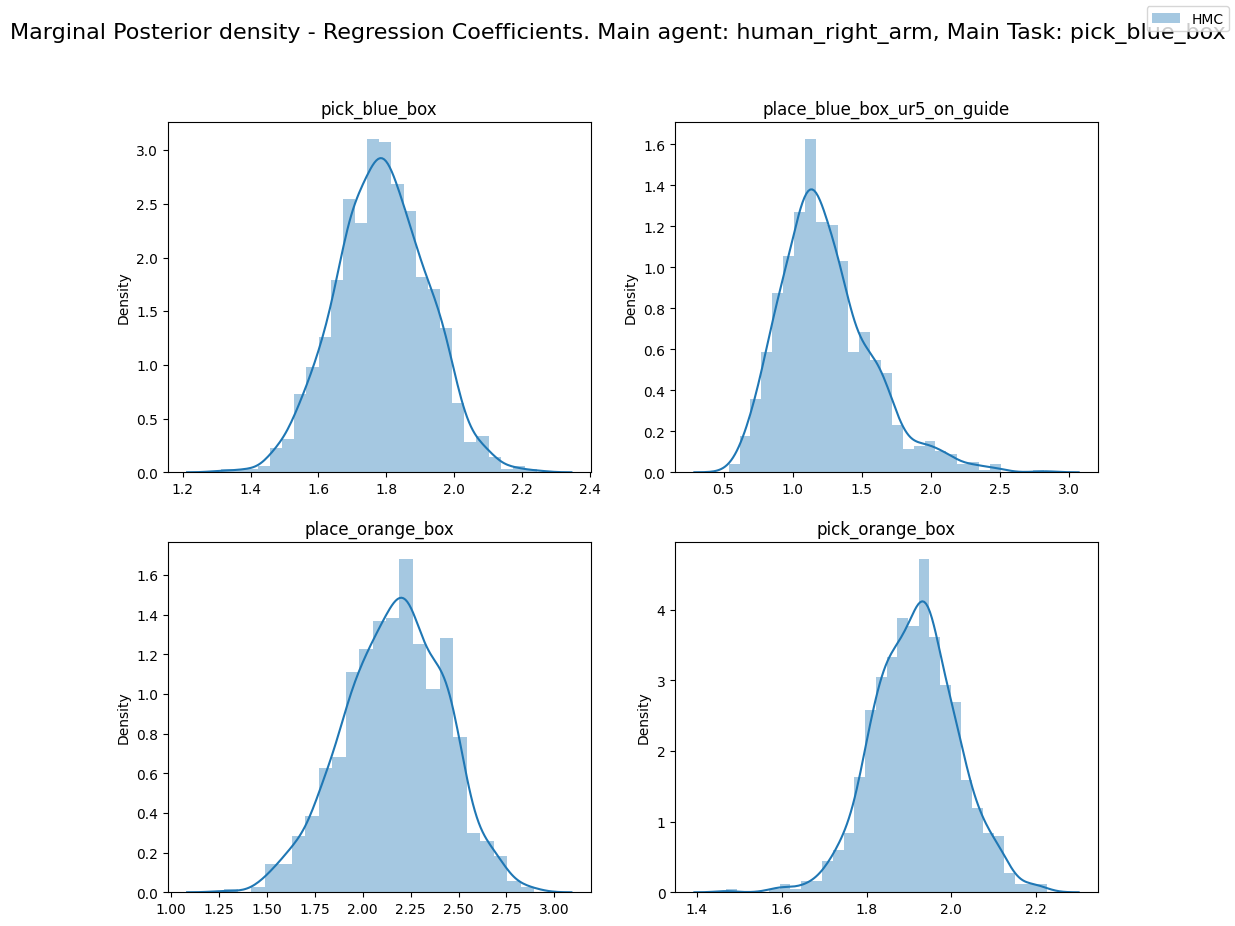 HMC
Marginal Posterior density - Regression Coefficients. Main agent: human_right_arm, Main Task: pick_blue_box
pick_blue_box
place_blue_box_ur5_on_guide
3.0
2.5
2.0
1.5
1.0
0.5
0.0
Density
1.2 1.4 1.6 1.8 2.0 2.2 2.4
1.6
1.4
1.2
1.0
0.8
0.6
0.4
0.2
0.0
Density
0.5 1.0 1.5 2.0 2.5 3.0
place_orange_box
pick_orange_box
1.6
1.4
1.2
1.0
0.8
0.6
0.4
0.2
0.0
Density
1.00 1.25 1.50 1.75 2.00 2.25 2.50 2.75 3.00
4
3
2
1
0
Density
1.4 1.6 1.8 2.0 2.2